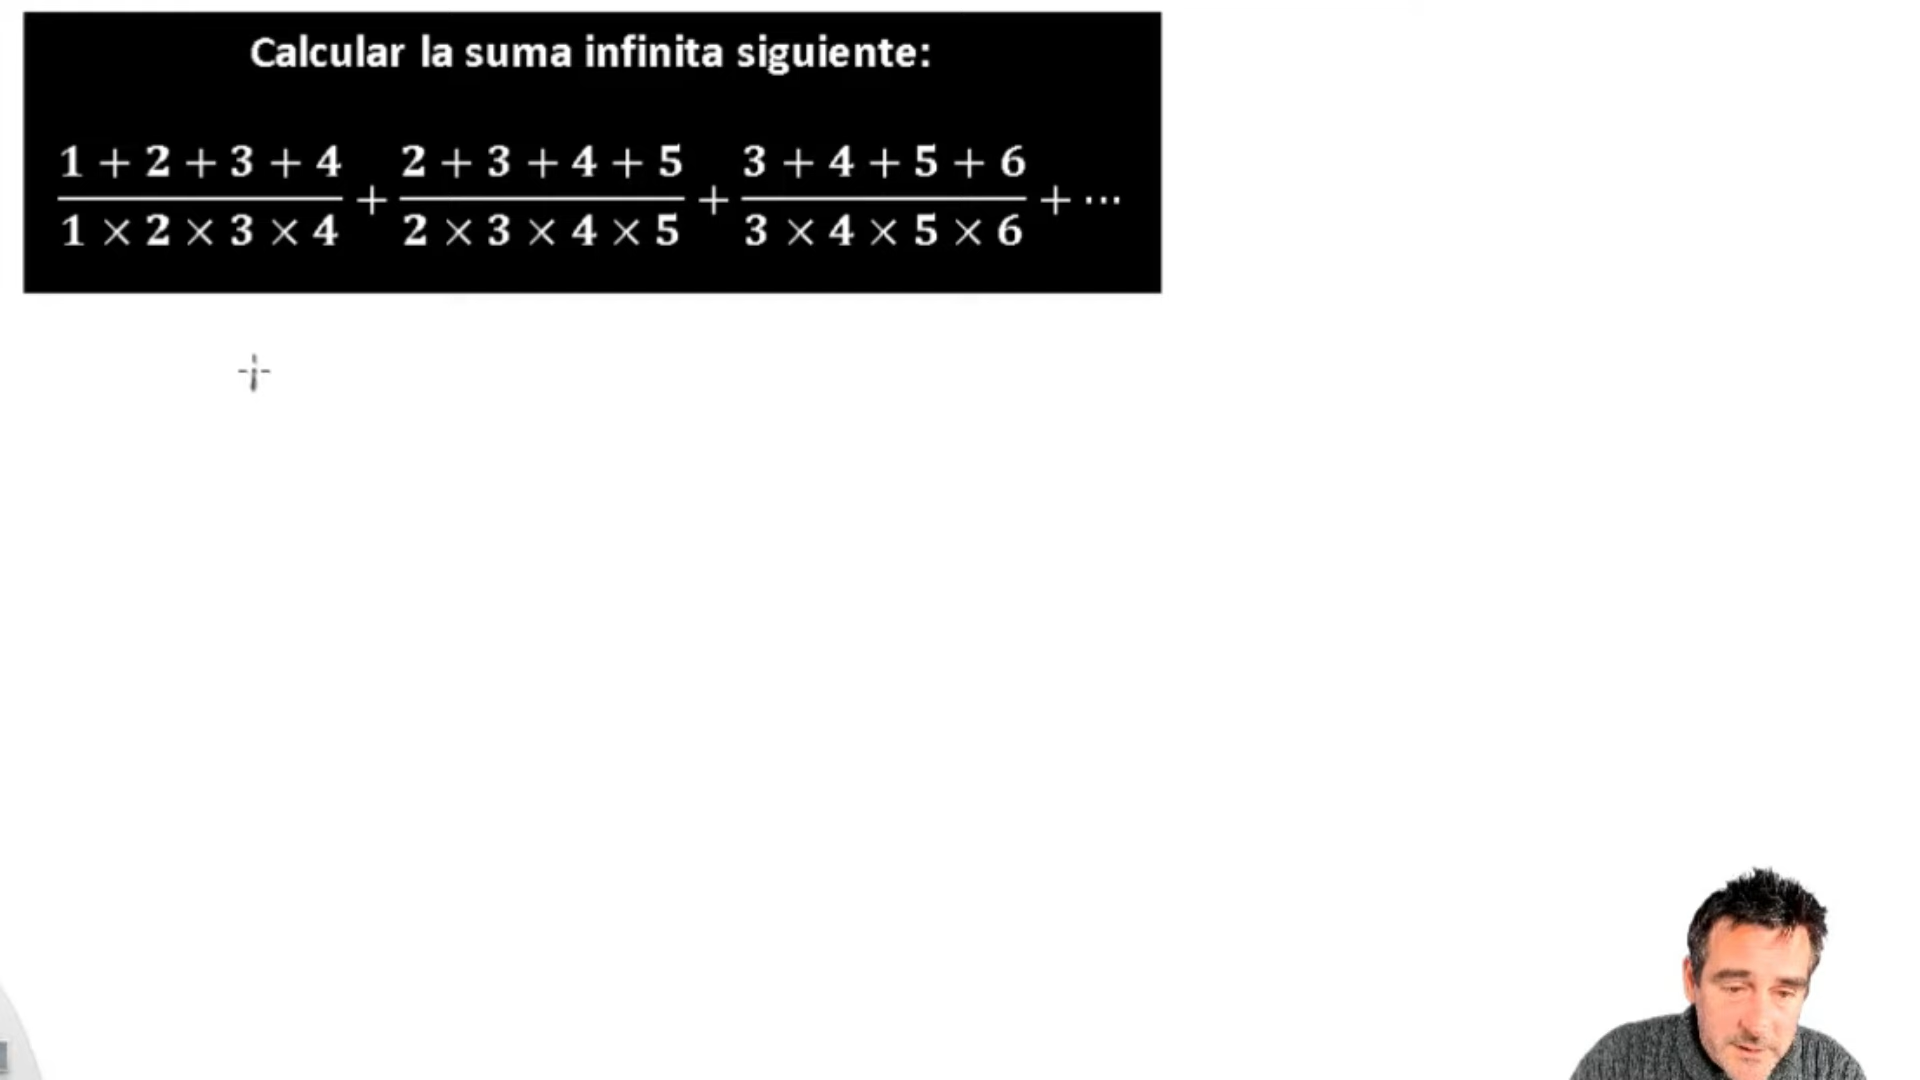 Calcular la suma infinita siguiente:
1 + 2 + 3 + 4 / 1 × 2 × 3 × 4 + 2 + 3 + 4 + 5 / 2 × 3 × 4 × 5 + 3 + 4 + 5 + 6 / 3 × 4 × 5 × 6 + ⋯